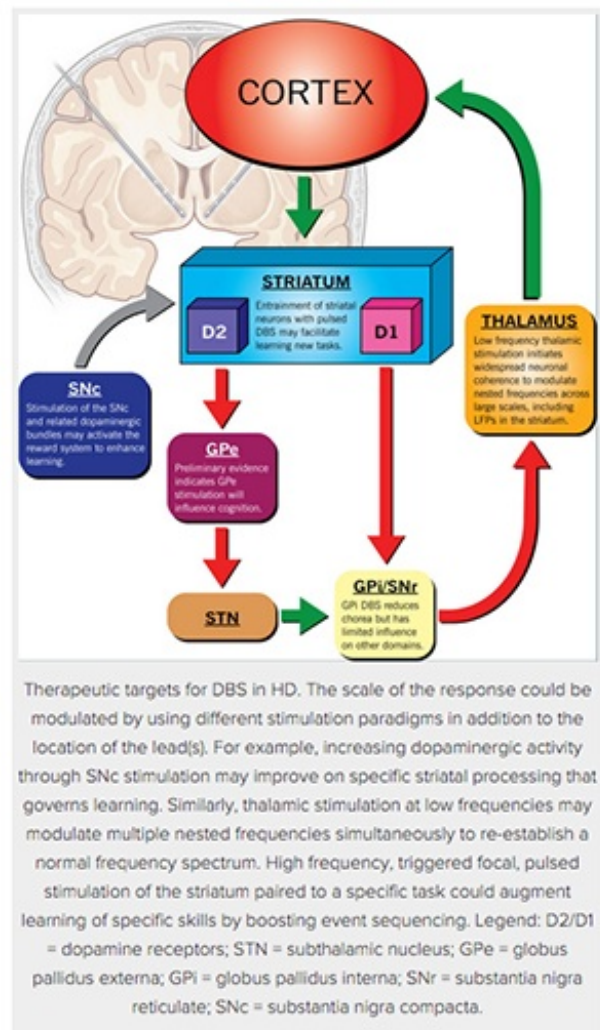 CORTEX
STRIATUM
Entrainment of striatal
neurons with pulsed
DBS may facilitate
learning new tasks.
D2
D1
THALAMUS
Low frequency thalamic
stimulation initiates
widespread neuronal
coherence to modulate
nested frequencies across
large scales, including
LFPs in the striatum.
SNc
Stimulation of the SNc
and related dopaminergic
bundles may activate the
reward system to enhance
learning.
GPe
Preliminary evidence
indicates GPe
stimulation will
influence cognition.
STN
GPi/SNr
GPi DBS reduces
chorea but has
limited influence
on other domains.
Therapeutic targets for DBS in HD. The scale of the response could be
modulated by using different stimulation paradigms in addition to the
location of the lead(s). For example, increasing dopaminergic activity
through SNc stimulation may improve on specific striatal processing that
governs learning. Similarly, thalamic stimulation at low frequencies may
modulate multiple nested frequencies simultaneously to re-establish a
normal frequency spectrum. High frequency, triggered focal, pulsed
stimulation of the striatum paired to a specific task could augment
learning of specific skills by boosting event sequencing. Legend: D2/D1
= dopamine receptors; STN = subthalamic nucleus; GPe = globus
pallidus externa; GPi = globus pallidus interna; SNr = substantia nigra
reticulate; SNc = substantia nigra compacta.